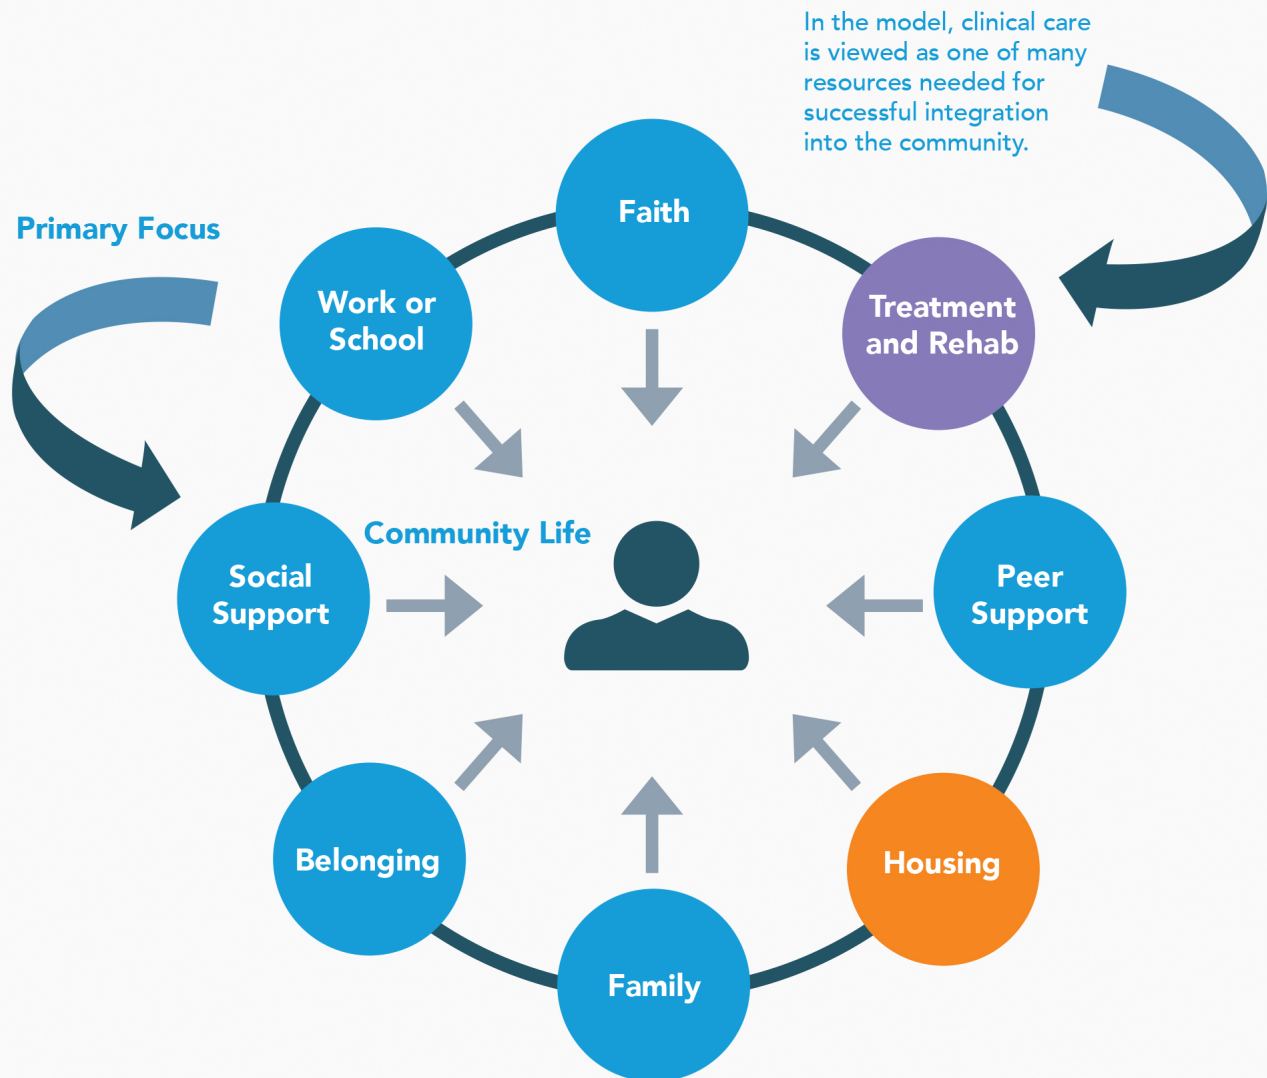 In the model, clinical care
is viewed as one of many
resources needed for
successful integration
into the community.
Primary Focus
Faith
Work or
School
Treatment
and Rehab
Community Life
Social
Support
Peer
Support
Belonging
Housing
Family